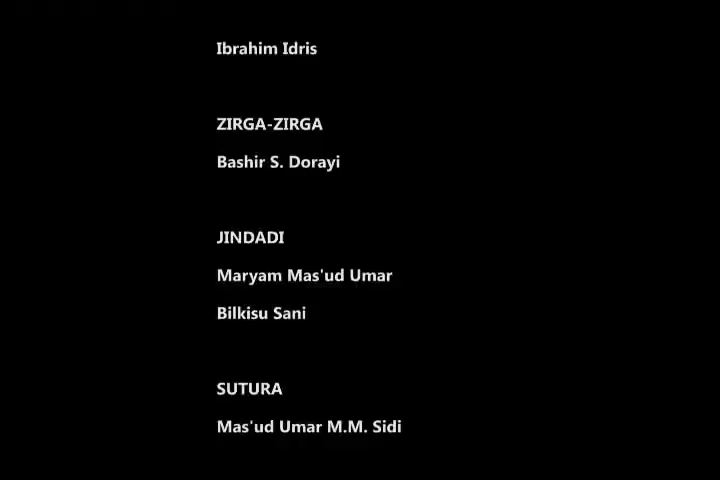 Ibrahim Idris
ZIRGA-ZIRGA
Bashir S. Dorayi
JINDADI
Maryam Mas'ud Umar
Bilkisu Sani
SUTURA
Mas'ud Umar M.M. Sidi